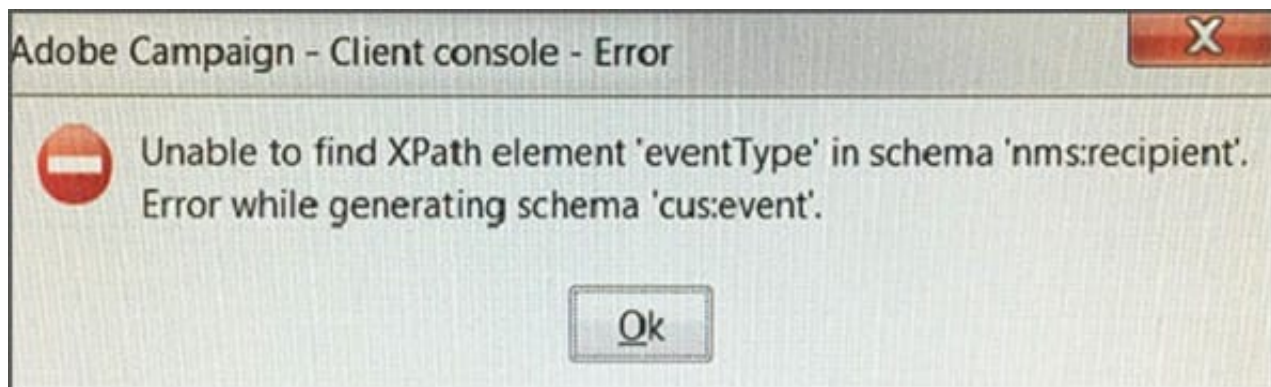 Adobe Campaign - Client console - Error
X
Unable to find XPath element 'eventType' in schema 'nms:recipient'.
Error while generating schema 'cus:event'.
Ok